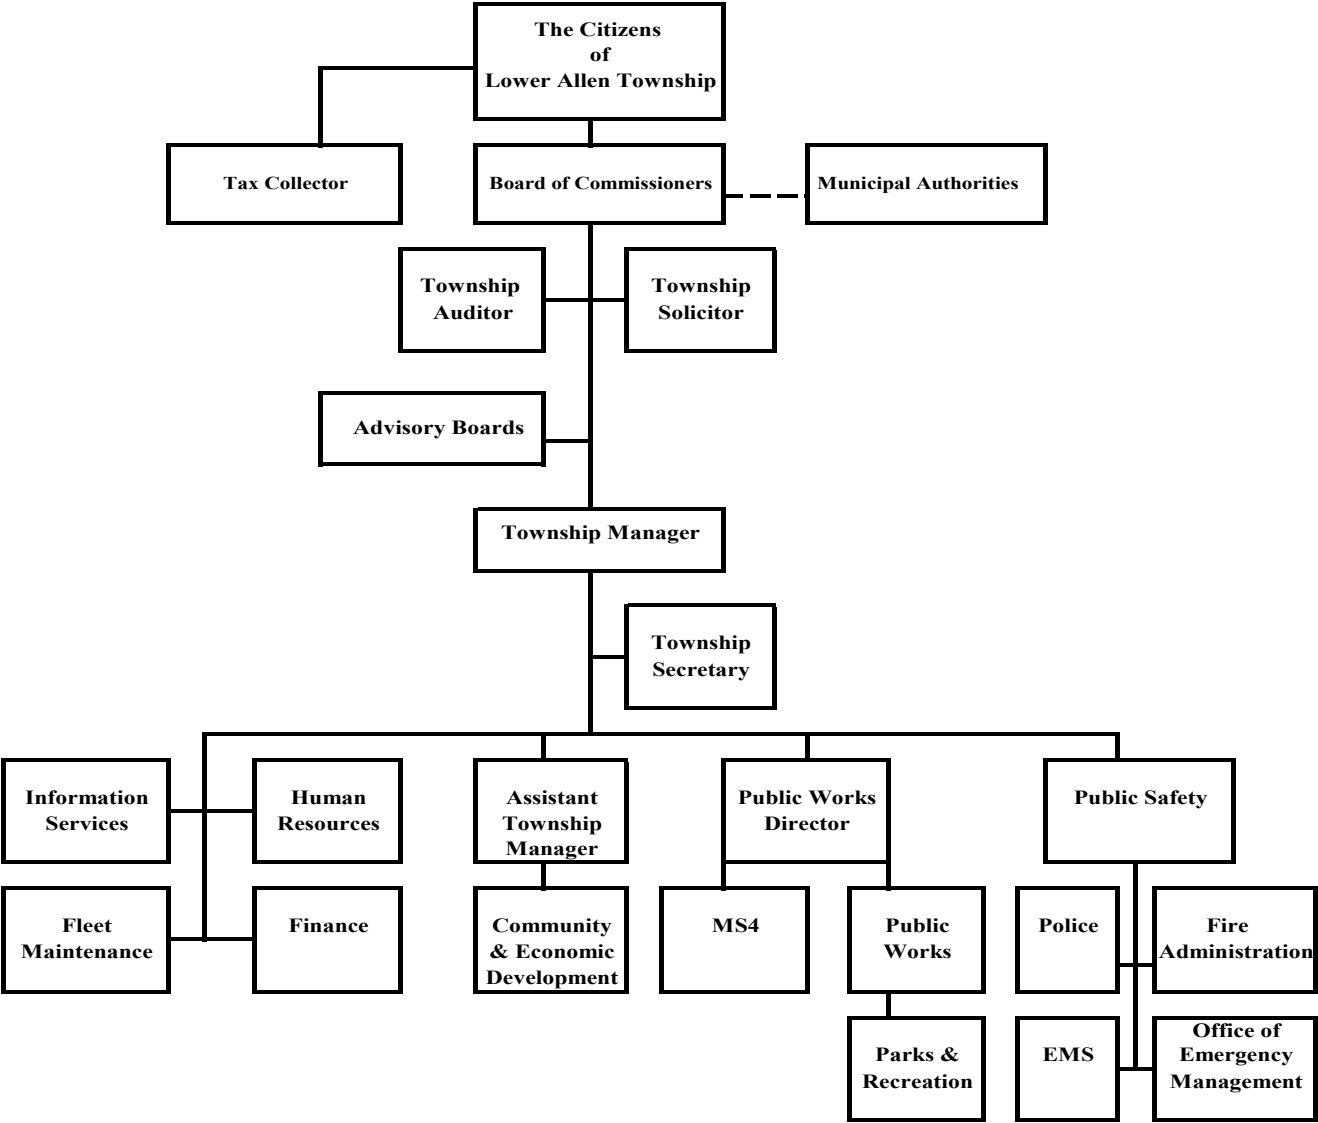 The Citizens
of
Lower Allen Township
Tax Collector
Board of Commissioners
Municipal Authorities
Township
Auditor
Township
Solicitor
Advisory Boards
Township Manager
Township
Secretary
Information
Services
Human
Resources
Assistant
Township
Manager
Public Works
Director
Public Safety
Fleet
Maintenance
Finance
Community
& Economic
Development
MS4
Public
Works
Police
Fire
Administration
Parks &
Recreation
EMS
Office of
Emergency
Management